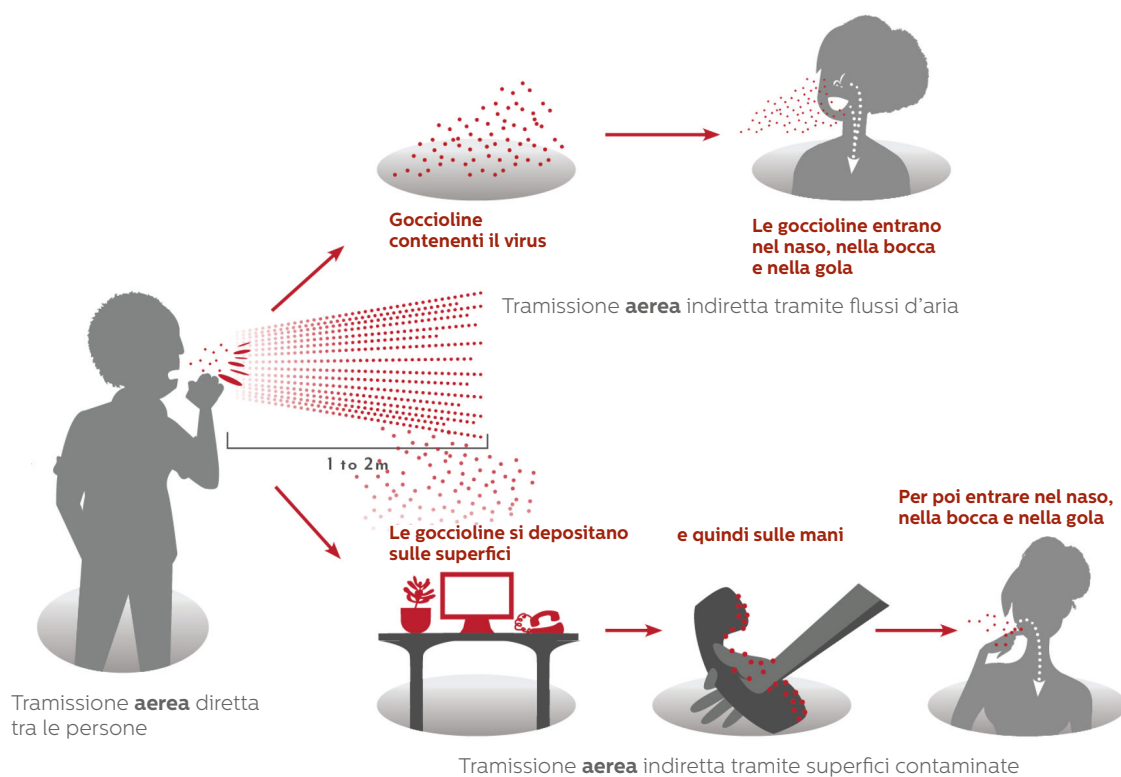 Goccioline
contenenti il virus
Le goccioline entrano
nel naso, nella bocca
e nella gola
Tramissione aerea indiretta tramite flussi d’aria
1 to 2m
Le goccioline si depositano
sulle superfici
e quindi sulle mani
Per poi entrare nel naso,
nella bocca e nella gola
Tramissione aerea diretta
tra le persone
Tramissione aerea indiretta tramite superfici contaminate